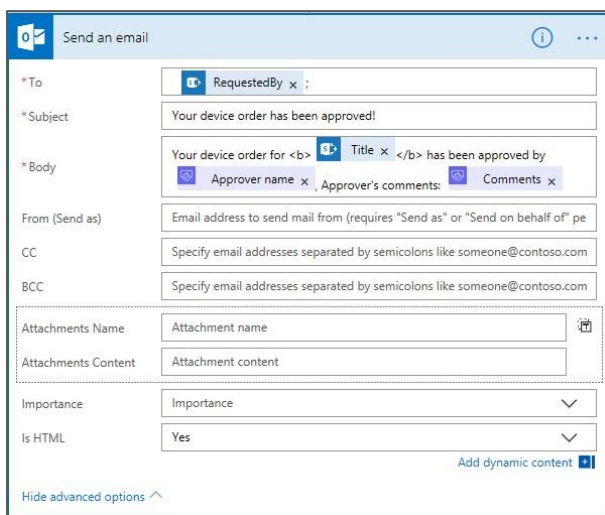 Send an email
* To RequestedBy x ;
* Subject Your device order has been approved!
Your device order for <b> Title x </b> has been approved by
* Body
Approver name x , Approver's comments: Comments x
From (Send as) Email address to send mail from (requires "Send as" or "Send on behalf of" pe
CC Specify email addresses separated by semicolons like someone@contoso.com
BCC Specify email addresses separated by semicolons like someone@contoso.com
Attachments Name Attachment name
Attachments Content Attachment content
Importance Importance
Is HTML Yes
Add dynamic content +
Hide advanced options